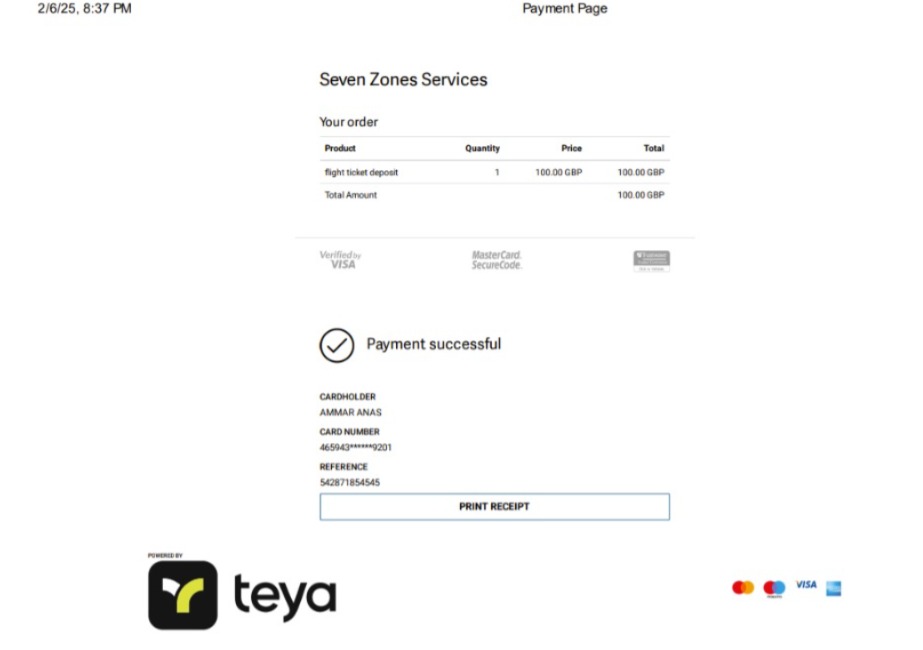 2/6/25, 8:37 PM Payment Page
Seven Zones Services
Your order
Product Quantity Price Total
flight ticket deposit 1 100.00 GBP 100.00 GBP
Total Amount 100.00 GBP
Verified by VISA
MasterCard. SecureCode.
Payment successful
CARDHOLDER
AMMAR ANAS
CARD NUMBER
465943******9201
REFERENCE
542871854545
PRINT RECEIPT
POWERED BY
teya
VISA